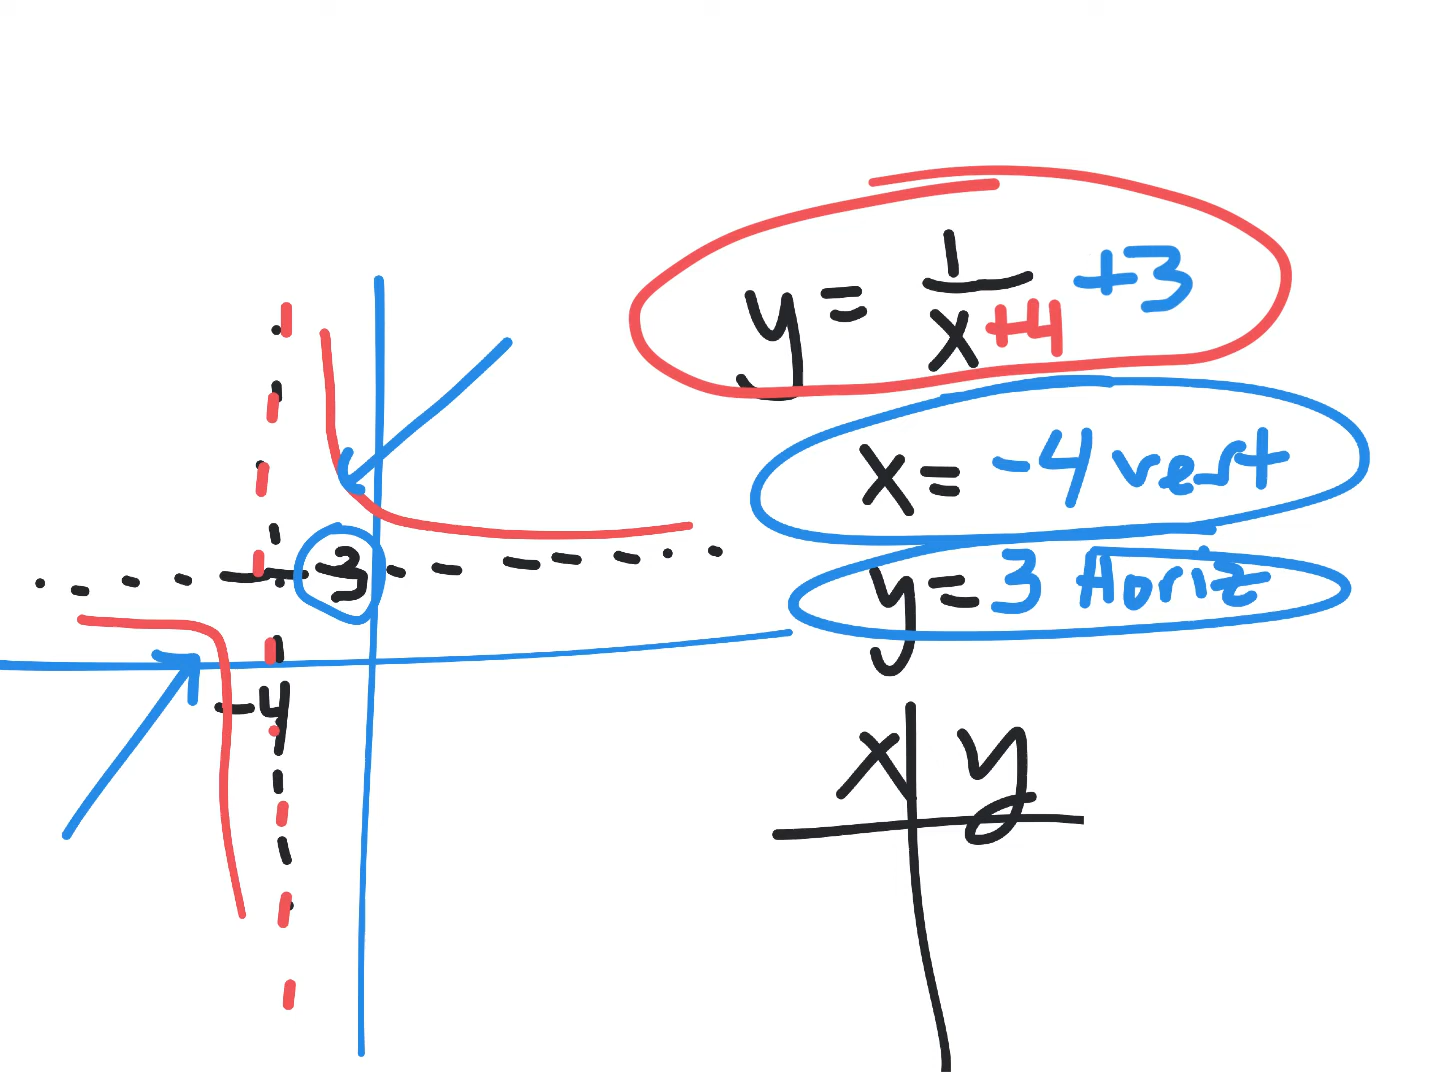 y = 1/x+4 +3
x = -4 vert
y = 3 Horiz
3
-4
x y